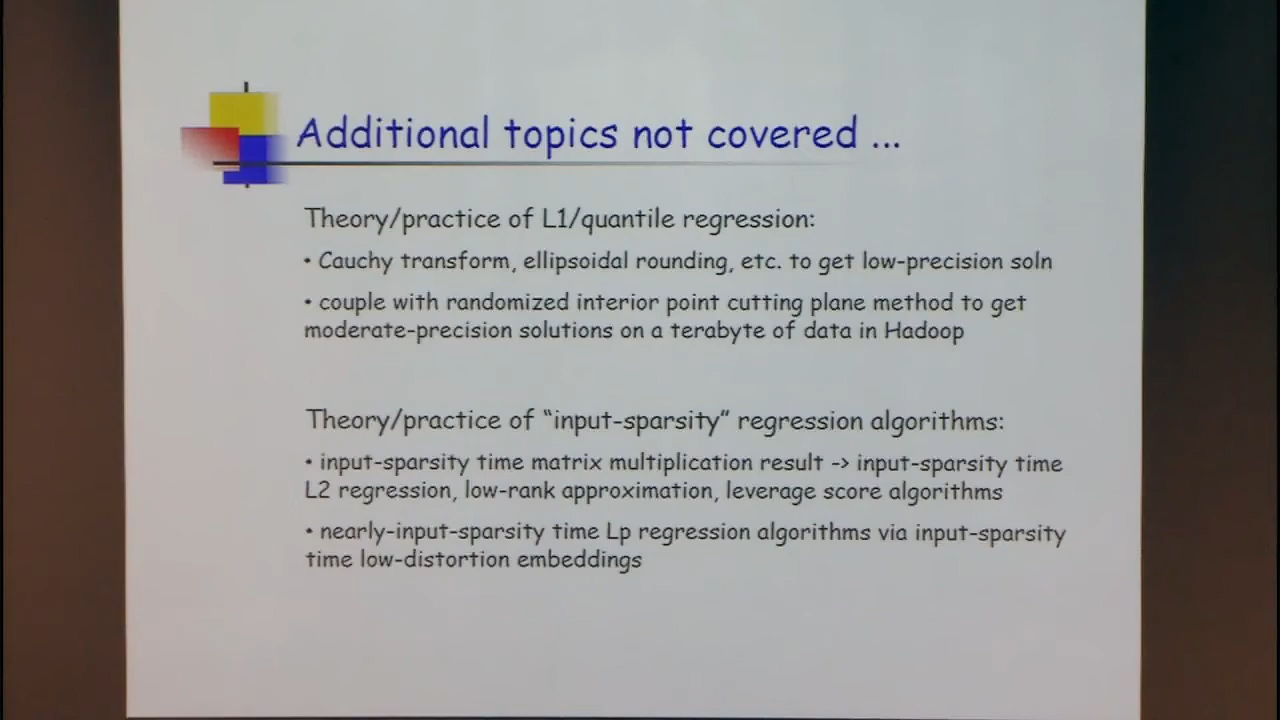 Additional topics not covered ...
Theory/practice of L1/quantile regression:
• Cauchy transform, ellipsoidal rounding, etc. to get low-precision soln
• couple with randomized interior point cutting plane method to get
moderate-precision solutions on a terabyte of data in Hadoop
Theory/practice of “input-sparsity” regression algorithms:
• input-sparsity time matrix multiplication result -> input-sparsity time
L2 regression, low-rank approximation, leverage score algorithms
• nearly-input-sparsity time Lp regression algorithms via input-sparsity
time low-distortion embeddings